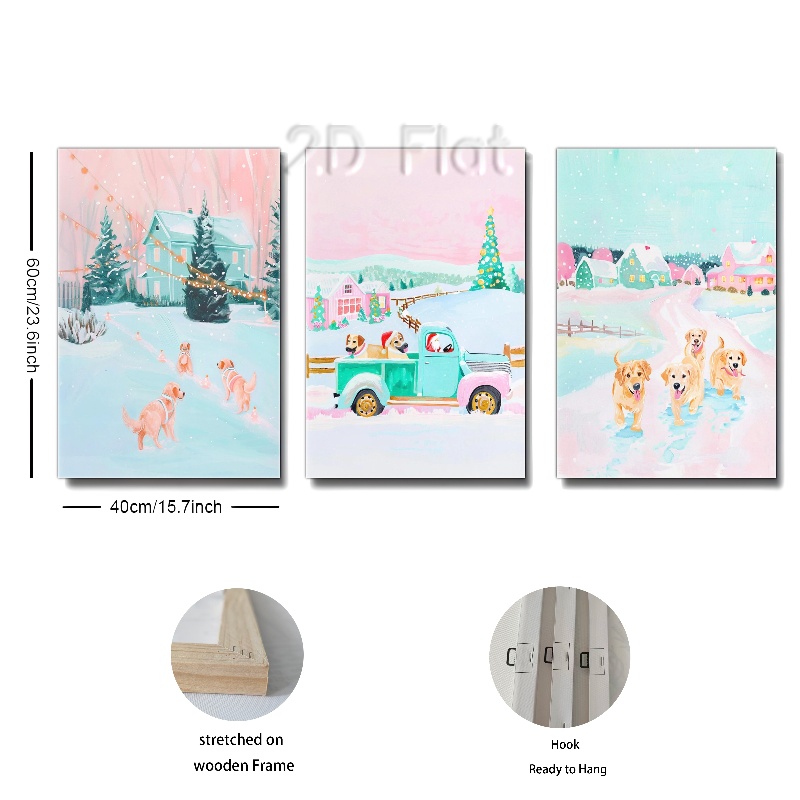 2D Flat
60cm/23.6inch
40cm/15.7inch
stretched on
wooden Frame
Hook
Ready to Hang